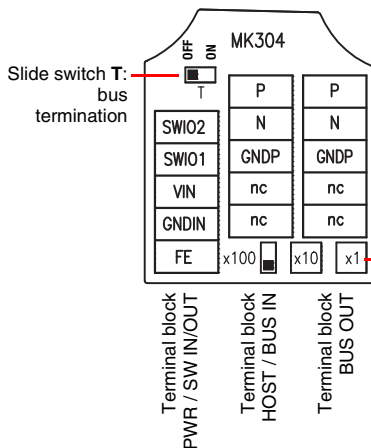 OFF
ON
MK304
Slide switch T:
bus
termination
T
P
P
SWIO2
N
N
SWIO1
GNDP
GNDP
VIN
nc
nc
GNDIN
nc
nc
FE
x100
x10
x1
Terminal block
PWR / SW IN/OUT
Terminal block
HOST / BUS IN
Terminal block
BUS OUT